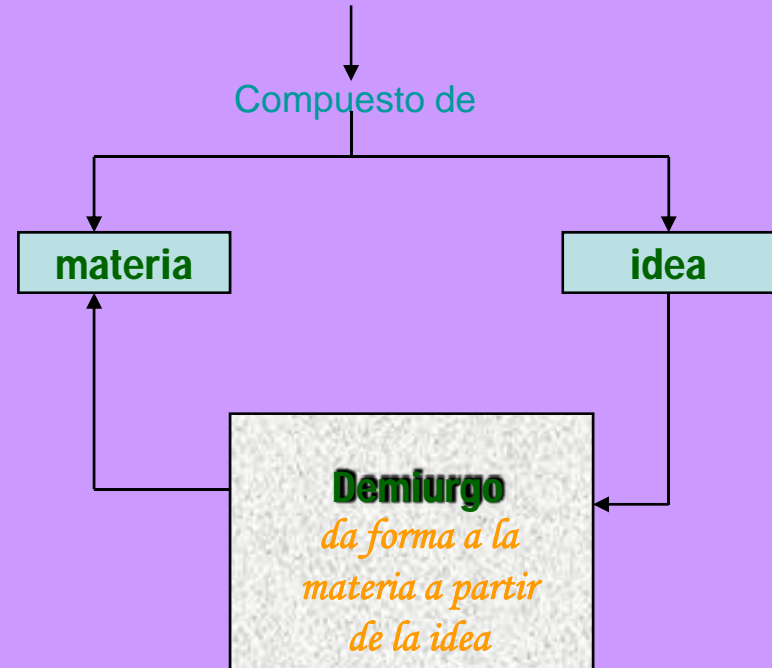 Compuesto de
materia
idea
Demiurgo
da forma a la
materia a partir
de la idea